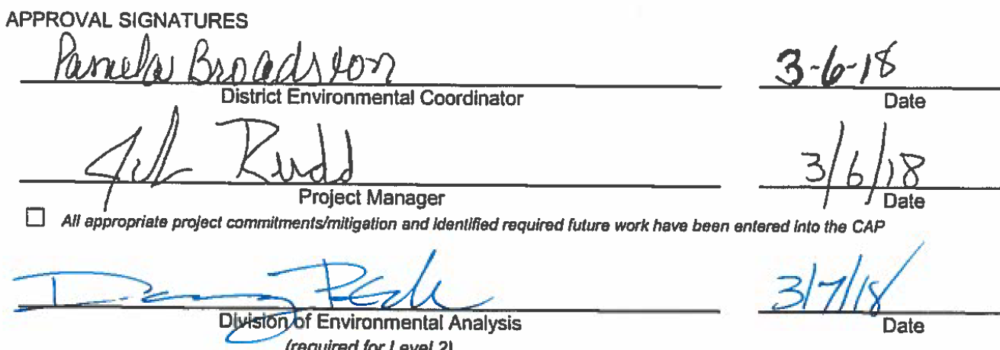 APPROVAL SIGNATURES
Pamela Broadston 3-6-18
District Environmental Coordinator Date
Rudd 3/6/18
Project Manager Date
☐ All appropriate project commitments/mitigation and identified required future work have been entered into the CAP
Danny Peake 3/7/18
Division of Environmental Analysis Date
(required for Level 2)